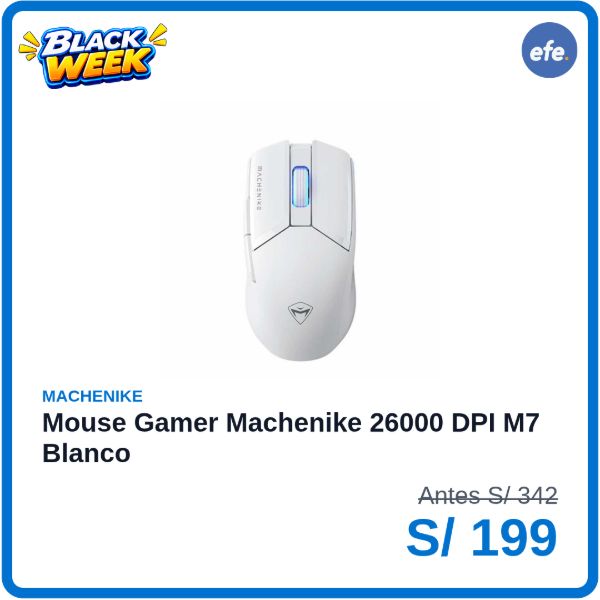 BLACK
WEEK
efe.
MACHENIKE
MACHENIKE
Mouse Gamer Machenike 26000 DPI M7
Blanco
Antes S/ 342
S/ 199